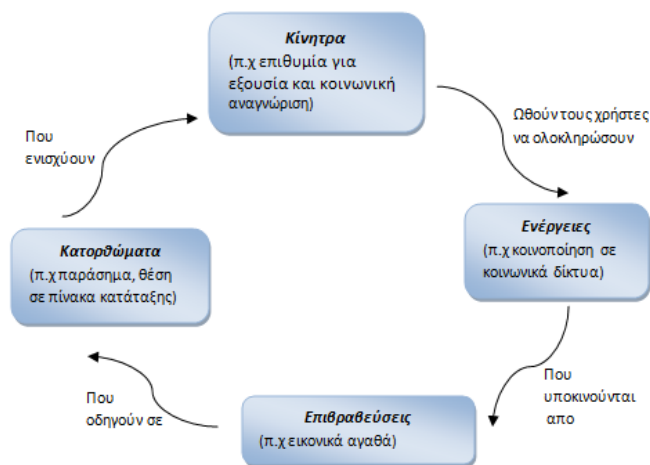 Κίνητρα
(π.χ επιθυμία για
εξουσία και κοινωνική
αναγνώριση)
Ωθούν τους χρήστες
να ολοκληρώσουν
Που
ενισχύουν
Ενέργειες
(π.χ κοινοποίηση σε
κοινωνικά δίκτυα)
Κατορθώματα
(π.χ παράσημα, θέση
σε πίνακα κατάταξης)
Που
υποκινούνται
απο
Που
οδηγούν σε
Επιβραβεύσεις
(π.χ εικονικά αγαθά)